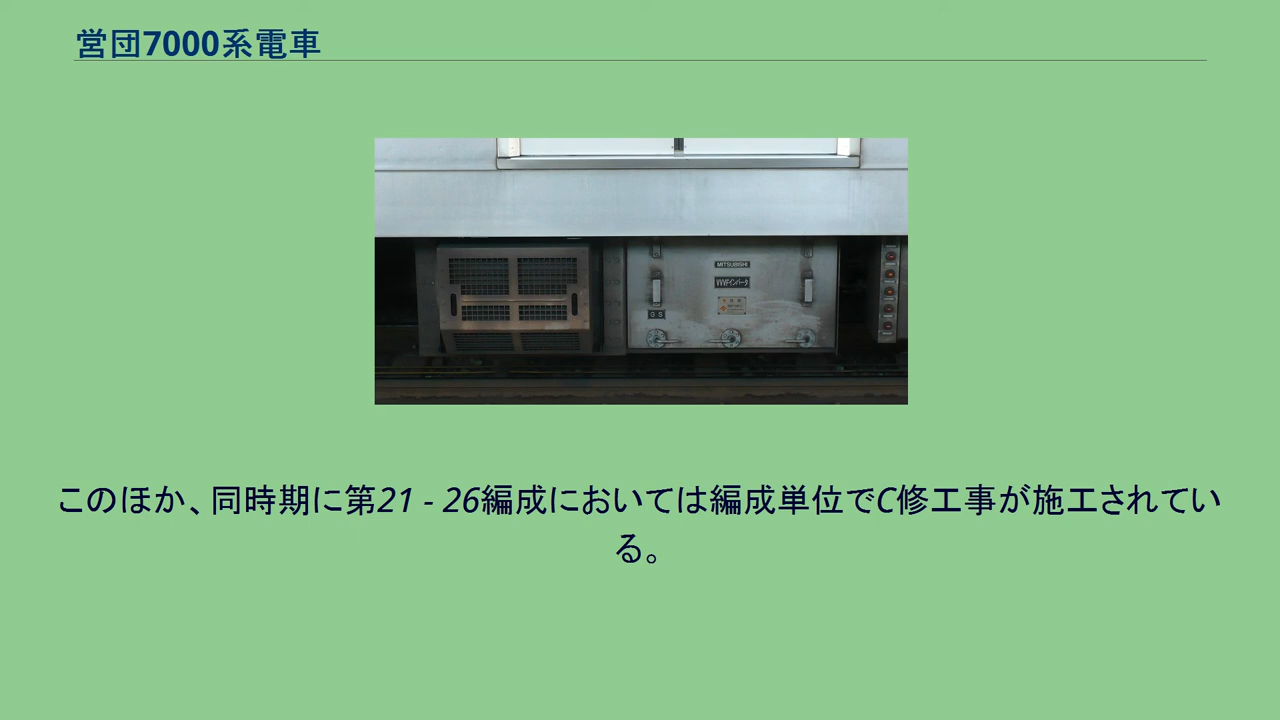 営団7000系電車
MITSUBISHI
VVVFインバータ
G S
このほか、同時期に第21 - 26編成においては編成単位でC修工事が施工されてい
る。